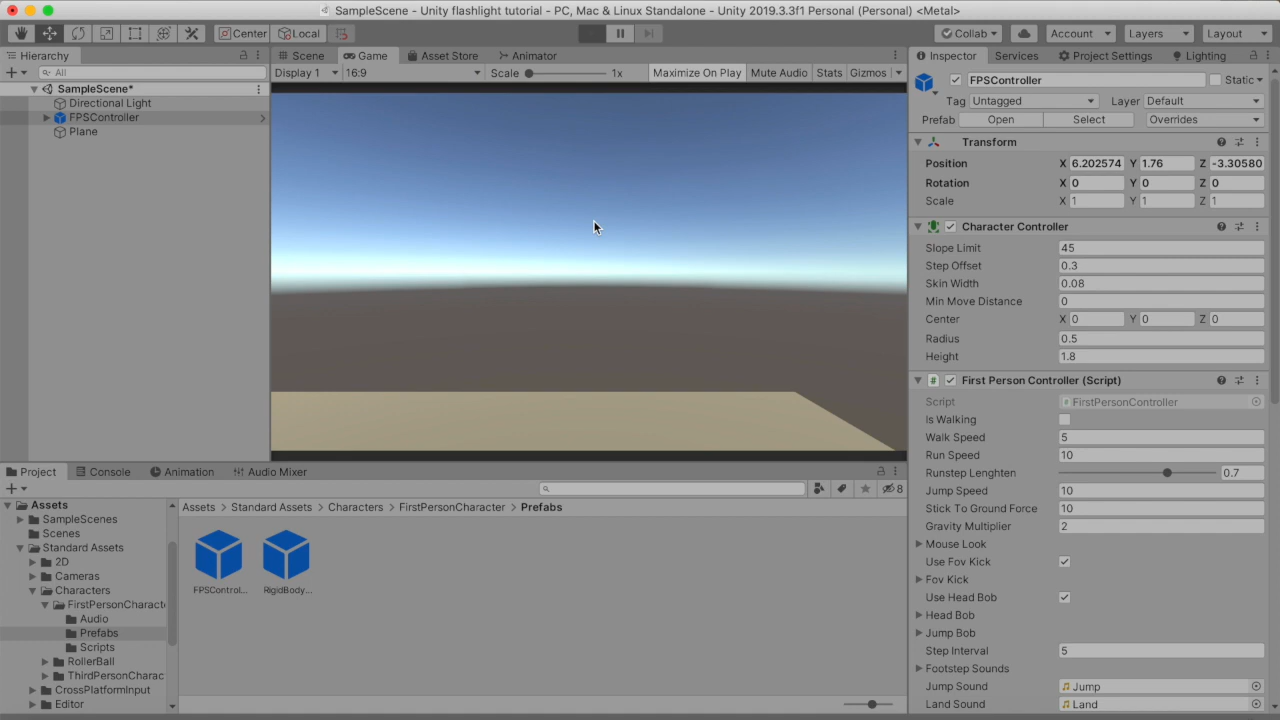 SampleScene - Unity flashlight tutorial - PC, Mac & Linux Standalone - Unity 2019.3.3f1 Personal (Personal) <Metal>
Center Local Collab Account Layers Layout
Hierarchy
All
SampleScene*
Directional Light
FPSController
Plane
Scene Game Asset Store Animator
Display 1 16:9 Scale 1x Maximize On Play Mute Audio Stats Gizmos
Inspector Services Project Settings Lighting
FPSController Static
Tag Untagged Layer Default
Prefab Open Select Overrides
Transform
Position X 6.202574 Y 1.76 Z -3.30580
Rotation X 0 Y 0 Z 0
Scale X 1 Y 1 Z 1
Character Controller
Slope Limit 45
Step Offset 0.3
Skin Width 0.08
Min Move Distance 0
Center X 0 Y 0 Z 0
Radius 0.5
Height 1.8
# First Person Controller (Script)
Script FirstPersonController
Is Walking
Walk Speed 5
Run Speed 10
Runstep Lenghten 0.7
Jump Speed 10
Stick To Ground Force 10
Gravity Multiplier 2
Mouse Look
Use Fov Kick
Fov Kick
Use Head Bob
Head Bob
Jump Bob
Step Interval 5
Footstep Sounds
Jump Sound Jump
Land Sound Land
Project Console Animation Audio Mixer
8
Assets
SampleScenes
Scenes
Standard Assets
2D
Cameras
Characters
FirstPersonCharact
Audio
Prefabs
Scripts
RollerBall
ThirdPersonCharac
CrossPlatformInput
Editor
Assets > Standard Assets > Characters > FirstPersonCharacter > Prefabs
FPSControl... RigidBody...